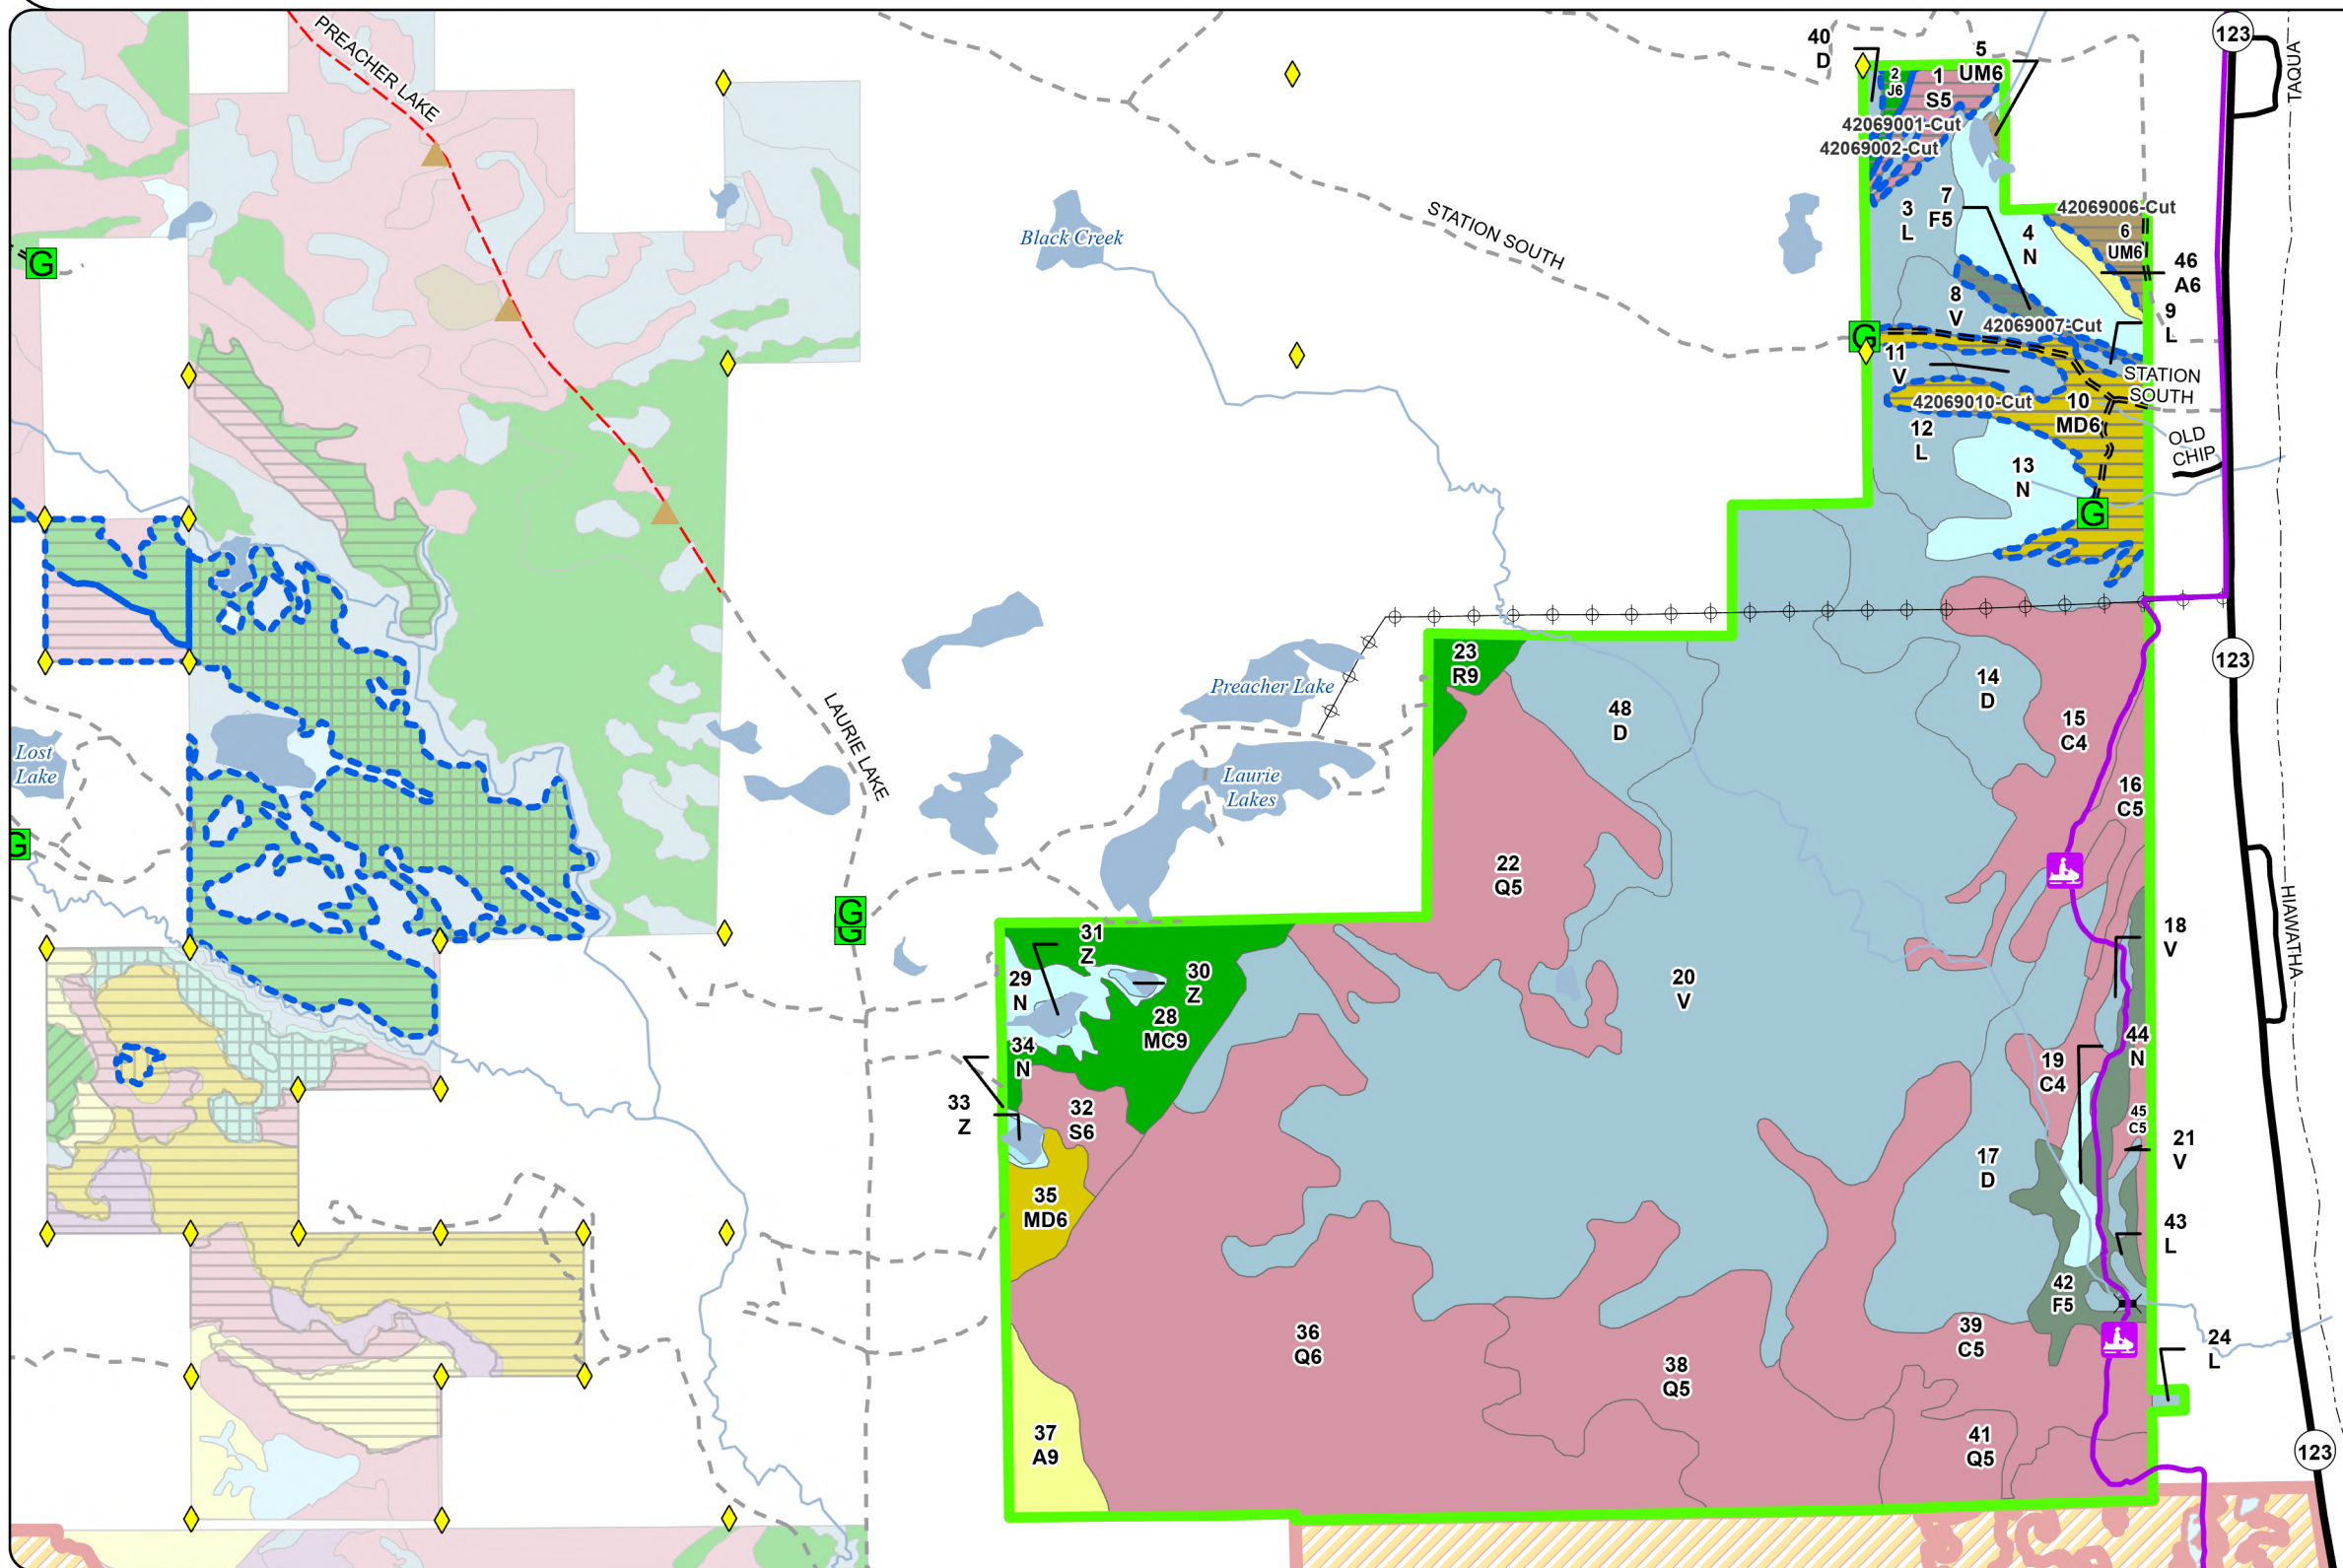 PREACHER LAKE
123
TAQUA
40
D
5
UM6
2
J6
1
S5
42069001-Cut
42069002-Cut
7
F5
3
L
4
N
42069006-Cut
6
UM6
46
A6
G
Black Creek
STATION SOUTH
8
V
9
L
42069007-Cut
G
11
V
STATION
SOUTH
42069010-Cut
10
MD6
12
L
OLD
CHIP
13
N
G
23
R9
14
D
123
Preacher Lake
48
D
15
C4
LAURIE LAKE
Lost
Lake
Laurie
Lakes
16
C5
G
22
Q5
G
G
18
V
HIAWATHA
31
Z
29
N
30
Z
20
V
28
MC9
34
N
44
N
19
C4
33
Z
32
S6
45
C5
21
V
17
D
35
MD6
43
L
42
F5
36
Q6
39
C5
24
L
38
Q5
37
A9
41
Q5
123